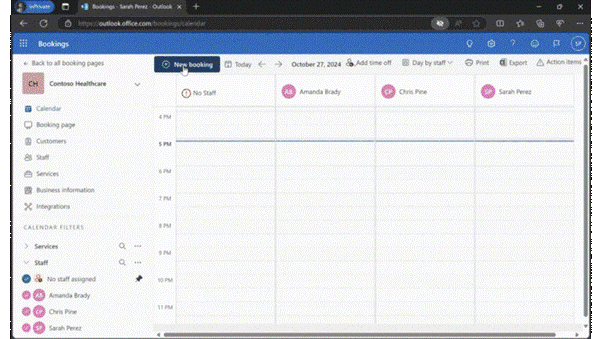 InPrivate
Bookings - Sarah Perez - Outlook
https://outlook.office.com/bookings/calendar
Bookings
SP
Back to all booking pages
New booking
Today
October 27, 2024
Add time off
Day by staff
Print
Export
Action items
CH
Contoso Healthcare
No Staff
AB Amanda Brady
CP Chris Pine
SP Sarah Perez
Calendar
Booking page
Customers
Staff
Services
Business information
Integrations
4 PM
5 PM
6 PM
7 PM
8 PM
9 PM
10 PM
11 PM
CALENDAR FILTERS
Services
Staff
No staff assigned
AB Amanda Brady
CP Chris Pine
SP Sarah Perez